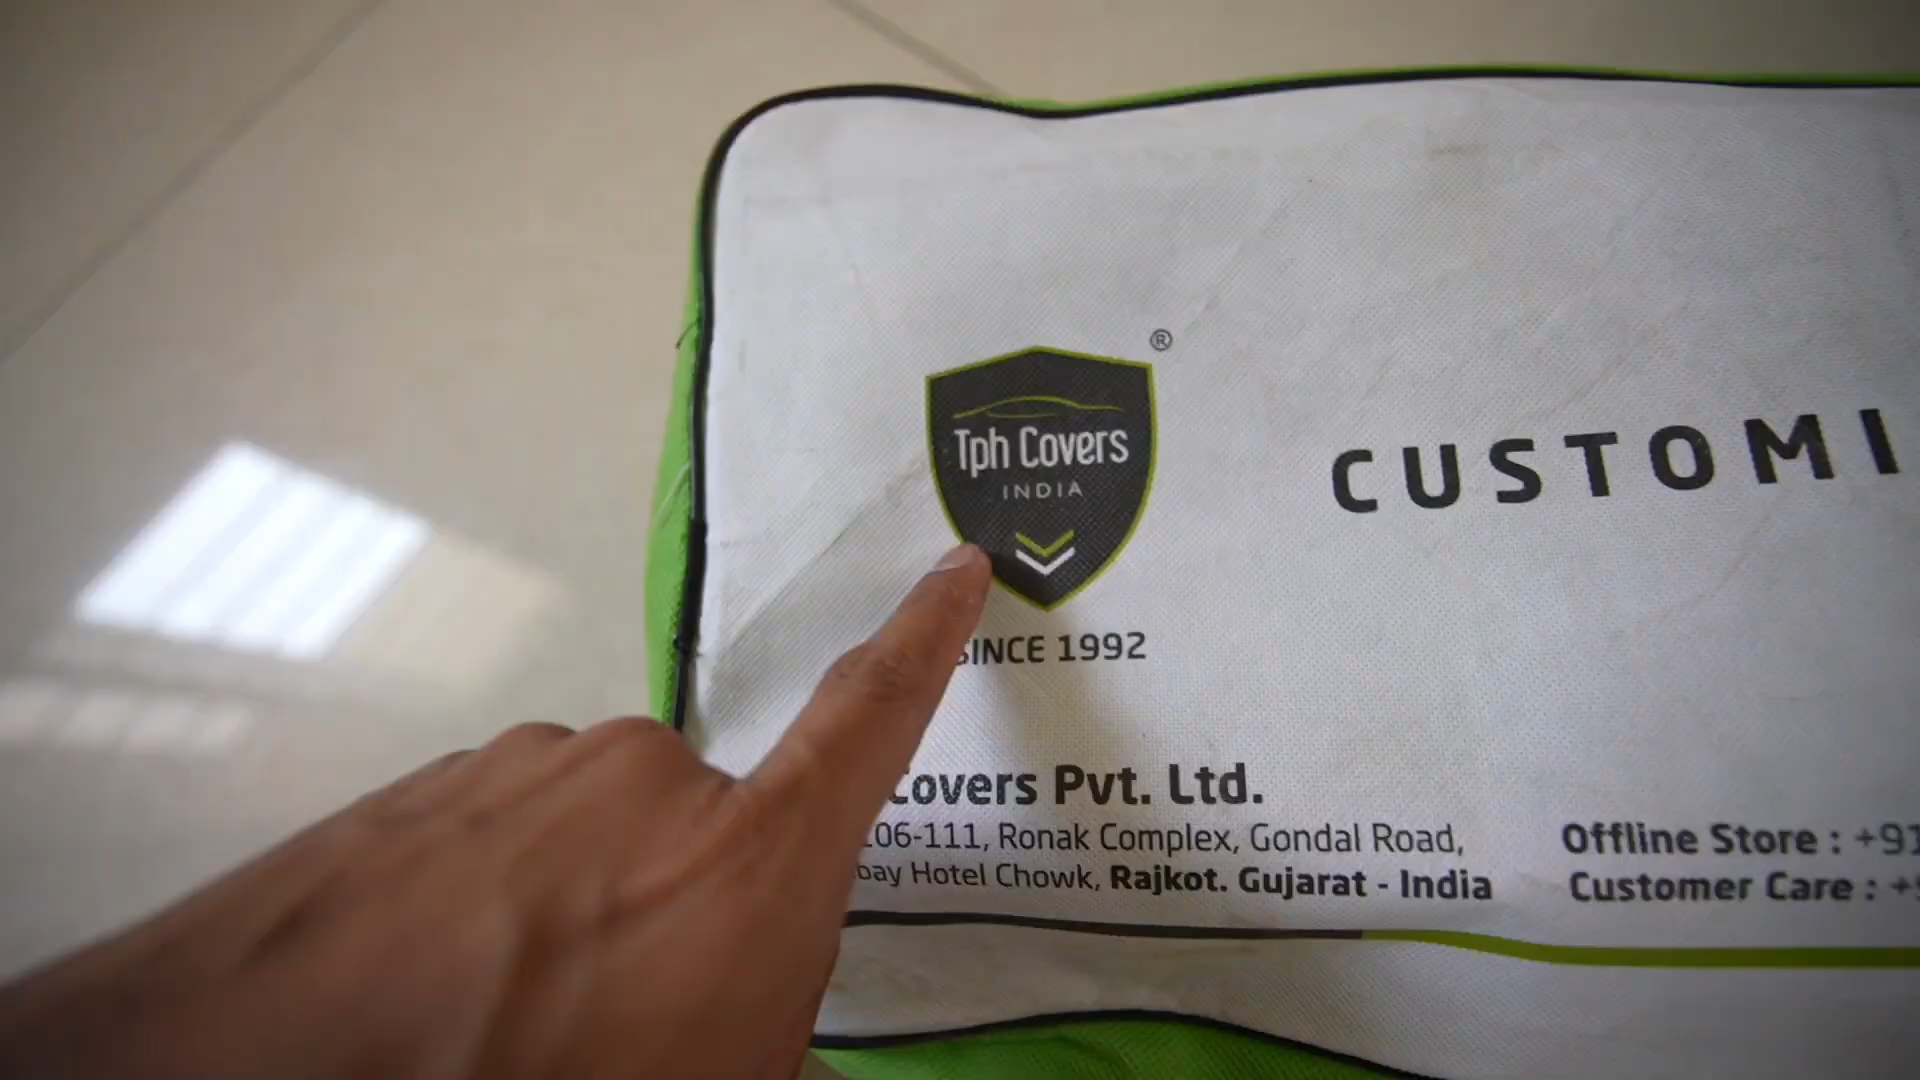 ®
Tph Covers
INDIA
CUSTOMI
SINCE 1992
Covers Pvt. Ltd.
106-111, Ronak Complex, Gondal Road,
Hotel Chowk, Rajkot. Gujarat - India
Offline Store : +91
Customer Care : +